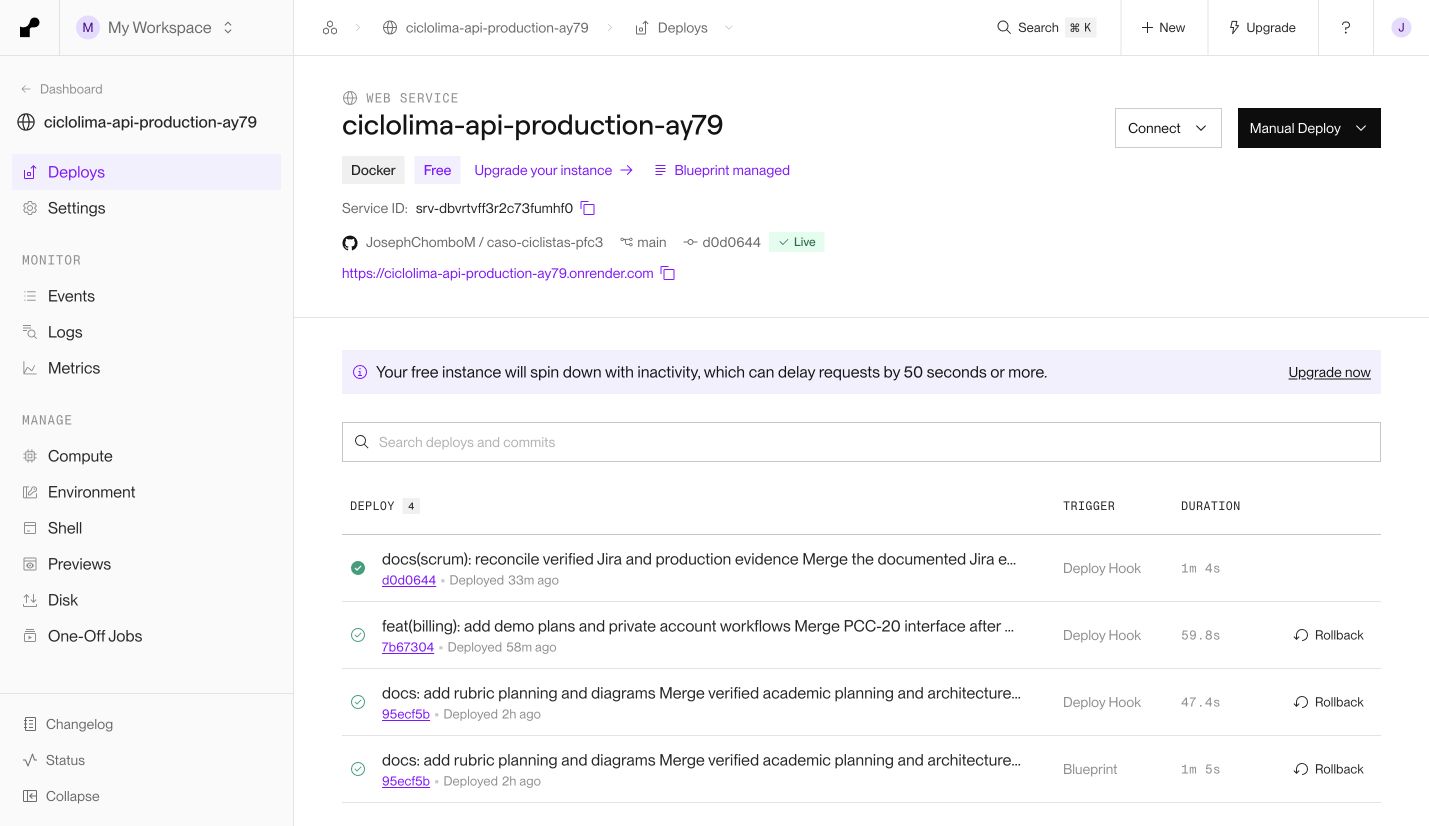 M My Workspace
ciclolima-api-production-ay79 Deploys
Search ⌘ K
New
Upgrade
?
J
Dashboard
ciclolima-api-production-ay79
Deploys
Settings
MONITOR
Events
Logs
Metrics
MANAGE
Compute
Environment
Shell
Previews
Disk
One-Off Jobs
Changelog
Status
Collapse
WEB SERVICE
ciclolima-api-production-ay79
Connect
Manual Deploy
Docker Free Upgrade your instance → Blueprint managed
Service ID: srv-dbvrtvff3r2c73fumhf0
JosephChomboM / caso-ciclistas-pfc3 main d0d0644 Live
https://ciclolima-api-production-ay79.onrender.com
Your free instance will spin down with inactivity, which can delay requests by 50 seconds or more. Upgrade now
Search deploys and commits
DEPLOY 4 TRIGGER DURATION
docs(scrum): reconcile verified Jira and production evidence Merge the documented Jira e...
d0d0644 • Deployed 33m ago
Deploy Hook 1m 4s
feat(billing): add demo plans and private account workflows Merge PCC-20 interface after ...
7b67304 • Deployed 58m ago
Deploy Hook 59.8s Rollback
docs: add rubric planning and diagrams Merge verified academic planning and architecture...
95ecf5b • Deployed 2h ago
Deploy Hook 47.4s Rollback
docs: add rubric planning and diagrams Merge verified academic planning and architecture...
95ecf5b • Deployed 2h ago
Blueprint 1m 5s Rollback